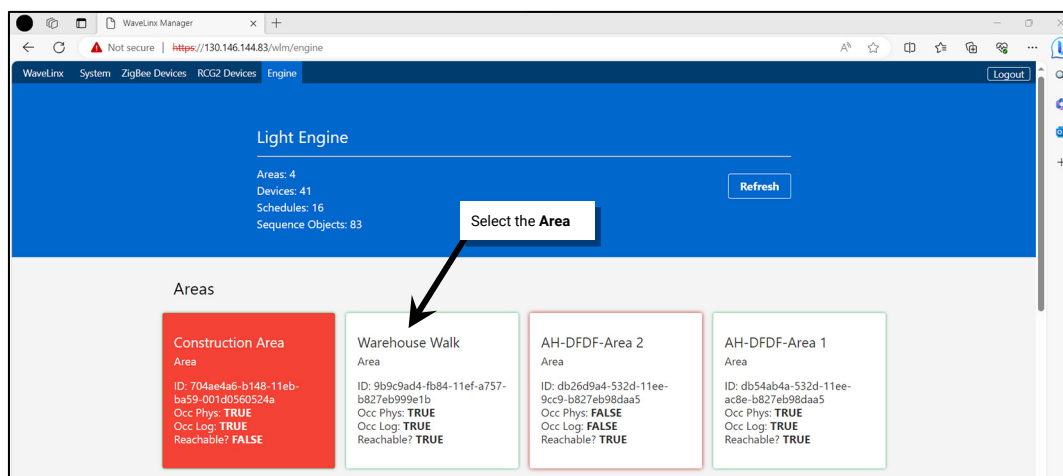 WaveLinx Manager
Not secure | https://130.146.144.83/wlm/engine
WaveLinx System ZigBee Devices RCG2 Devices Engine Logout
Light Engine
Areas: 4
Devices: 41
Schedules: 16
Sequence Objects: 83
Refresh
Select the Area
Areas
Construction Area
Area
ID: 704ae4a6-b148-11eb-
ba59-001d0560524a
Occ Phys: TRUE
Occ Log: TRUE
Reachable? FALSE
Warehouse Walk
Area
ID: 9b9c9ad4-fb84-11ef-a757-
b827eb999e1b
Occ Phys: TRUE
Occ Log: TRUE
Reachable? TRUE
AH-DFDF-Area 2
Area
ID: db26d9a4-532d-11ee-
9cc9-b827eb98daa5
Occ Phys: FALSE
Occ Log: FALSE
Reachable? TRUE
AH-DFDF-Area 1
Area
ID: db54ab4a-532d-11ee-
ac8e-b827eb98daa5
Occ Phys: TRUE
Occ Log: TRUE
Reachable? TRUE